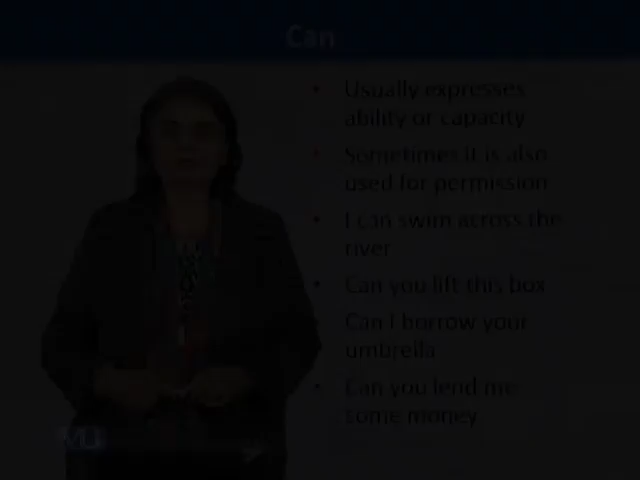 Can
Usually expresses
ability or capacity
Sometimes it is also
used for permission
I can swim across the
river
Can you lift this box
Can I borrow your
umbrella
Can you lend me
some money